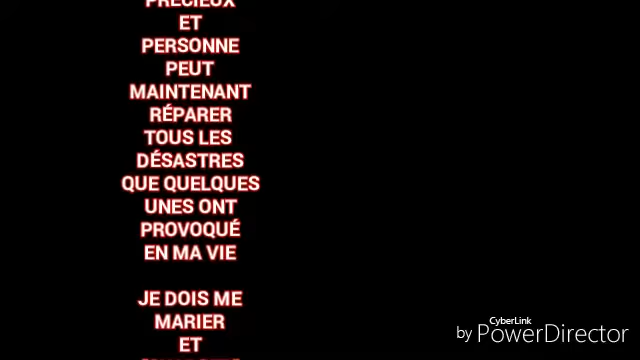 PRÉCIEUX
ET
PERSONNE
PEUT
MAINTENANT
RÉPARER
TOUS LES
DÉSASTRES
QUE QUELQUES
UNES ONT
PROVOQUÉ
EN MA VIE
JE DOIS ME
MARIER
ET
CyberLink
by PowerDirector